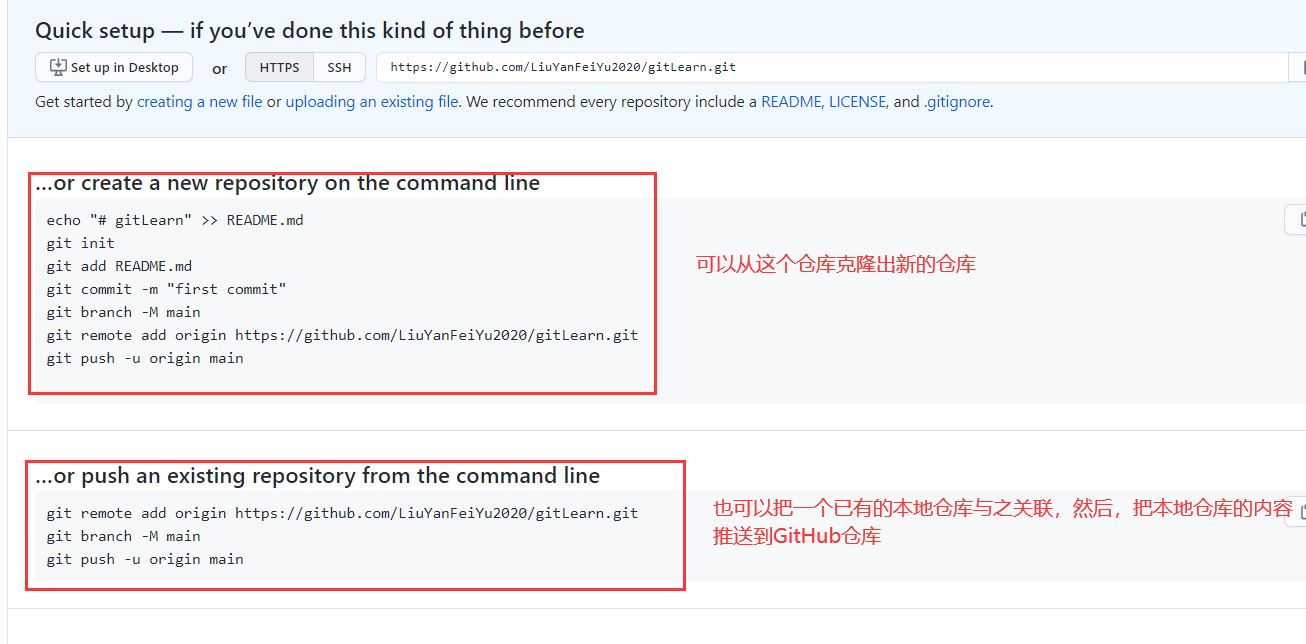 Quick setup — if you’ve done this kind of thing before
Set up in Desktop or HTTPS SSH https://github.com/LiuYanFeiYu2020/gitLearn.git
Get started by creating a new file or uploading an existing file. We recommend every repository include a README, LICENSE, and .gitignore.
...or create a new repository on the command line
echo "# gitLearn" >> README.md
git init
git add README.md
git commit -m "first commit"
git branch -M main
git remote add origin https://github.com/LiuYanFeiYu2020/gitLearn.git
git push -u origin main
可以从这个仓库克隆出新的仓库
...or push an existing repository from the command line
git remote add origin https://github.com/LiuYanFeiYu2020/gitLearn.git
git branch -M main
git push -u origin main
也可以把一个已有的本地仓库与之关联，然后，把本地仓库的内容
推送到GitHub仓库